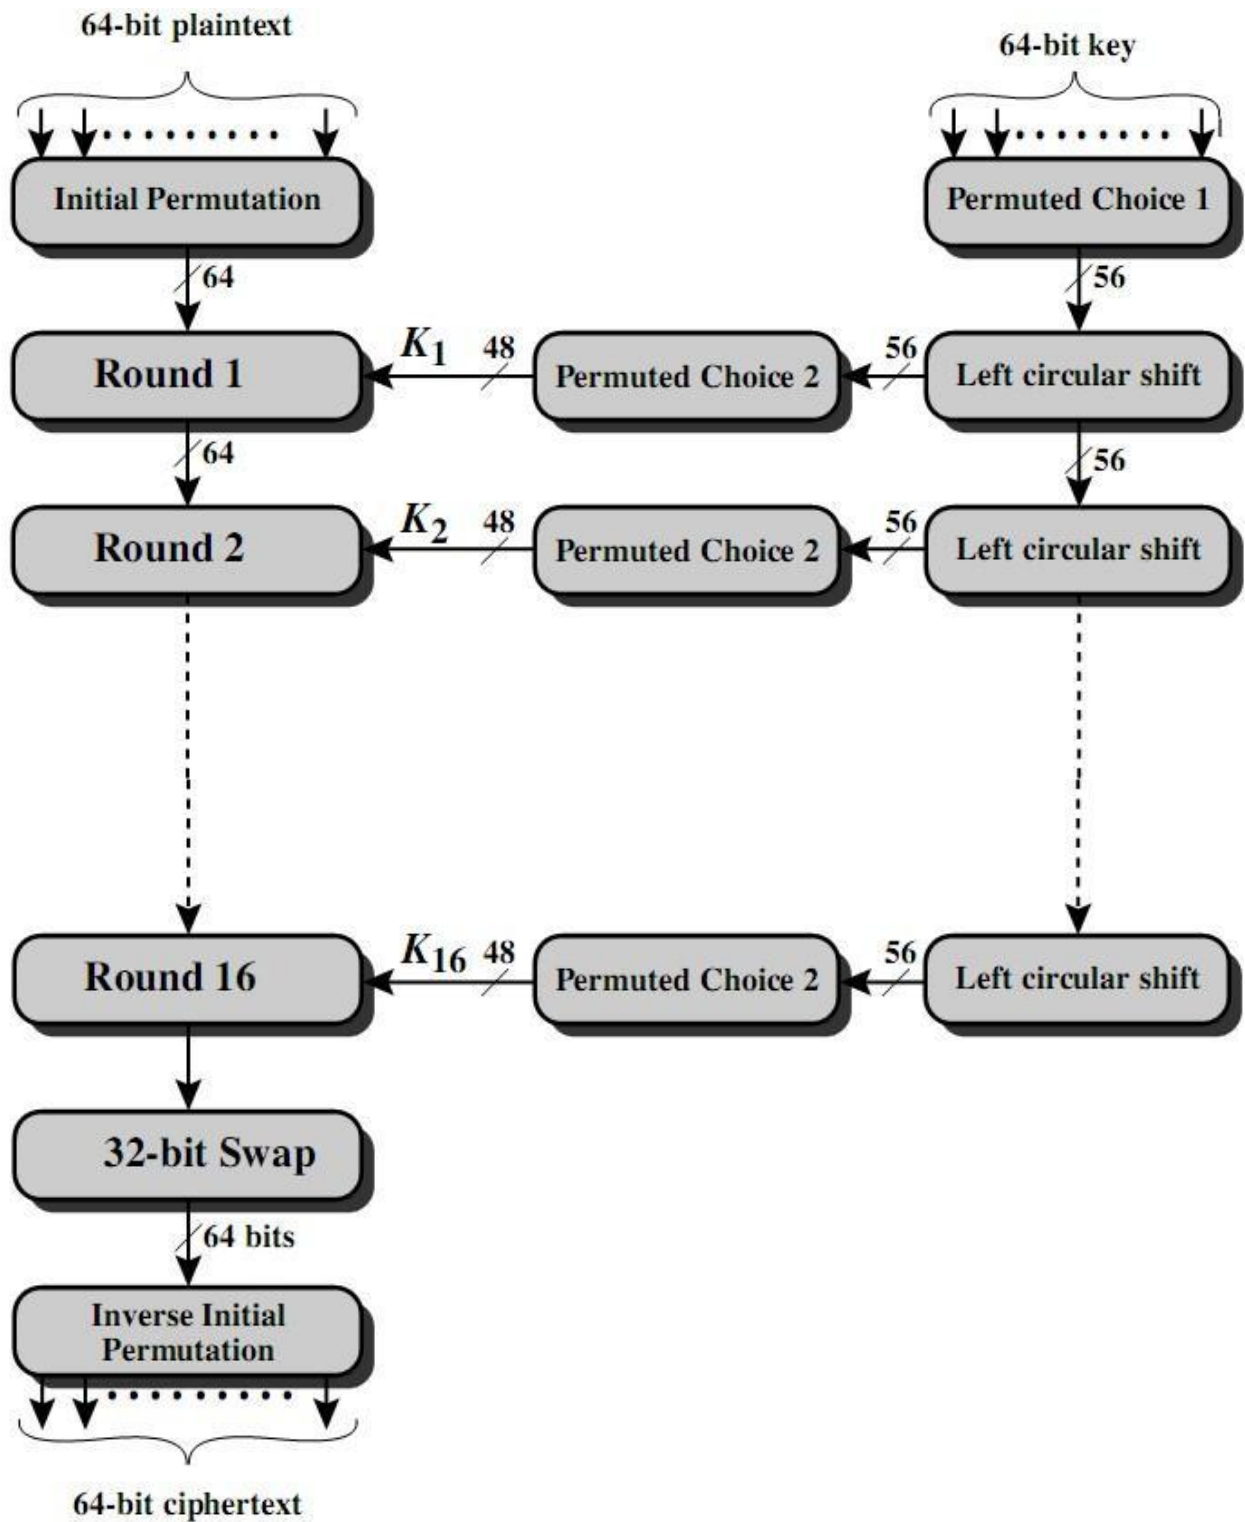 64-bit plaintext
64-bit key
Initial Permutation
Permuted Choice 1
64
56
Round 1
K1
48
Permuted Choice 2
56
Left circular shift
64
56
Round 2
K2
48
Permuted Choice 2
56
Left circular shift
Round 16
K16
48
Permuted Choice 2
56
Left circular shift
32-bit Swap
64 bits
Inverse Initial
Permutation
64-bit ciphertext